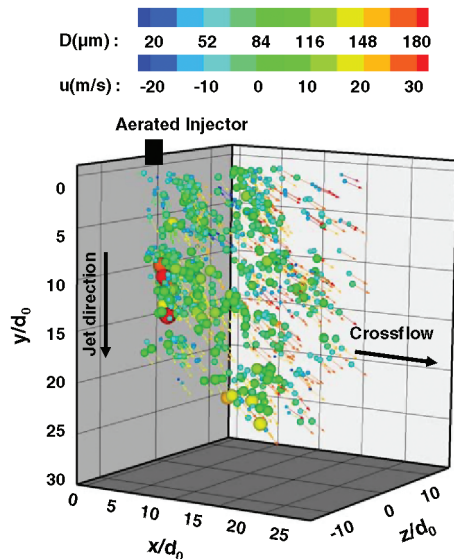 D(μm) : 20 52 84 116 148 180
u(m/s) : -20 -10 0 10 20 30
Aerated Injector
0
5
10
15
20
25
30
y/d0
Jet direction
Crossflow
0
5
10
15
20
25
x/d0
-10
0
10
z/d0